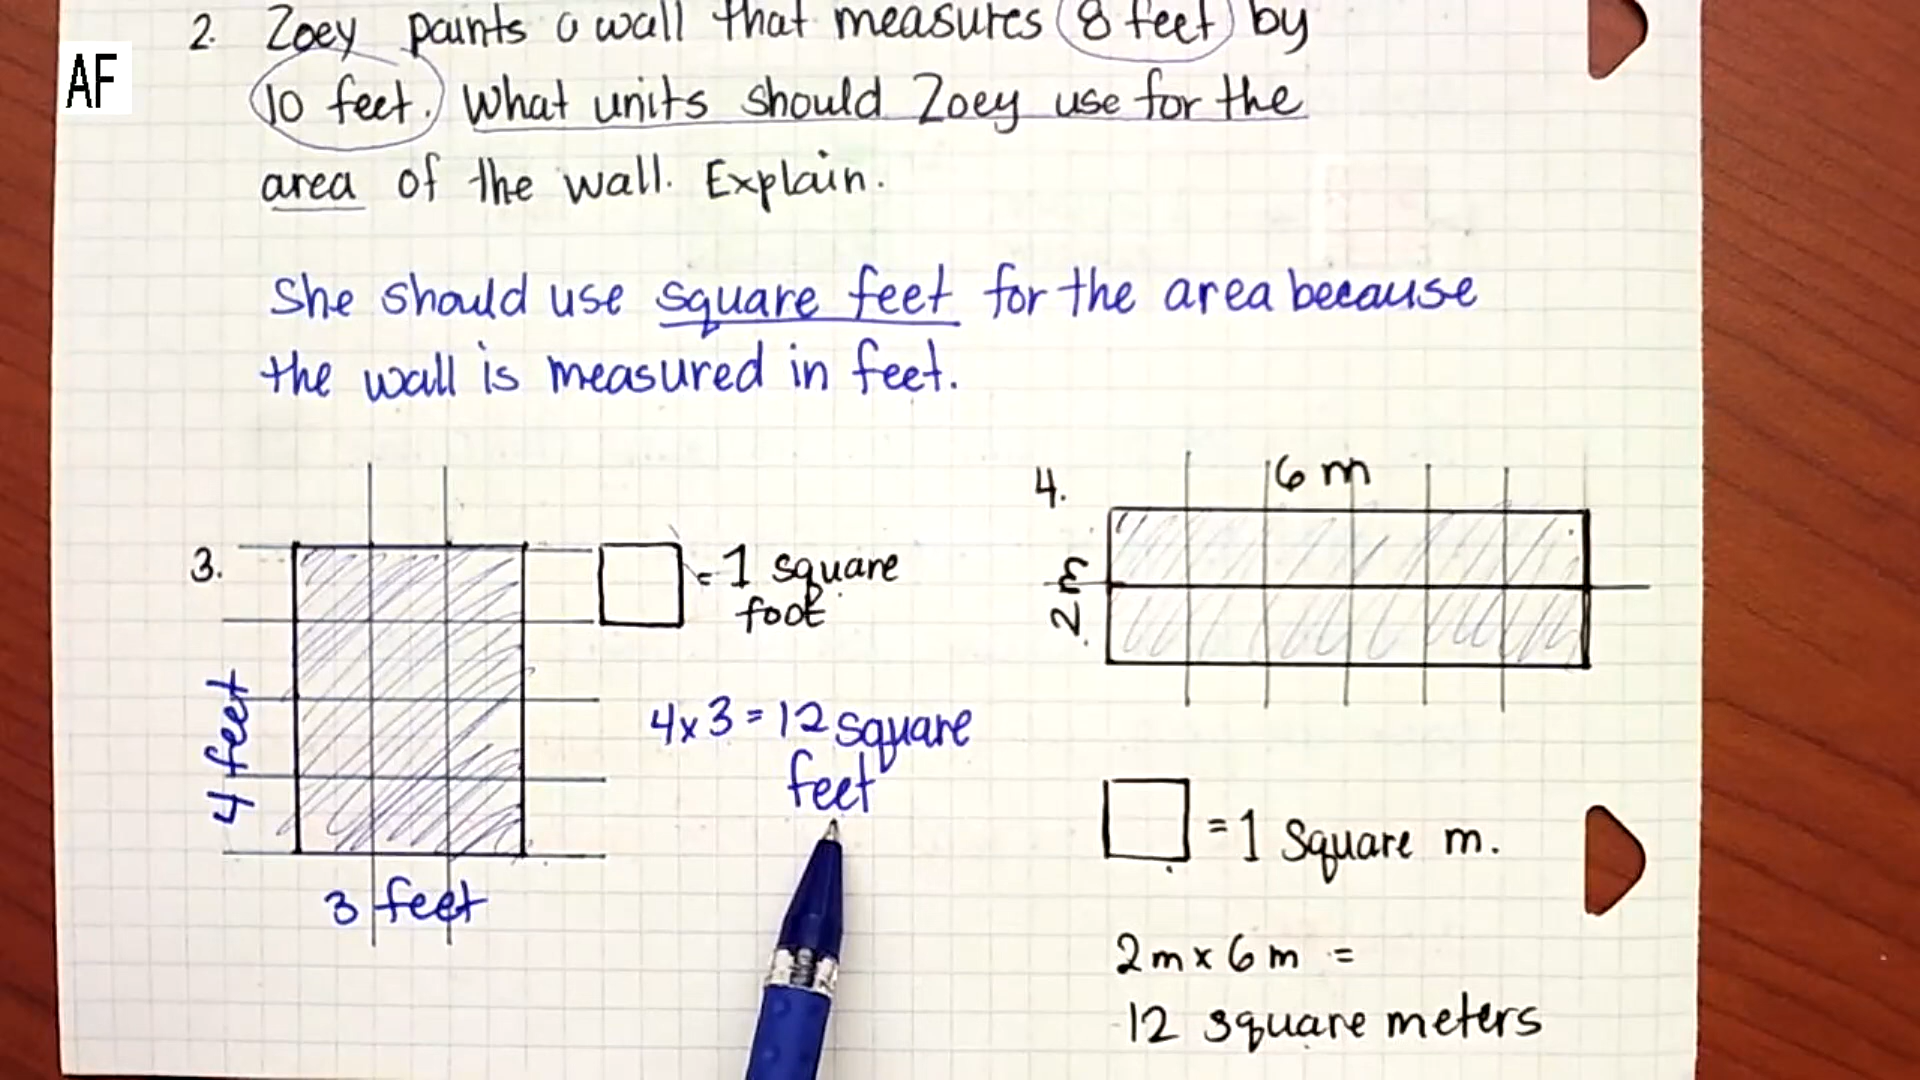 AF
2. Zoey paints a wall that measures 8 feet by
10 feet. What units should Zoey use for the
area of the wall. Explain.
She should use square feet for the area because
the wall is measured in feet.
3.
= 1 square
foot
4 feet
3 feet
4 x 3 = 12 square
feet
4.
6 m
2 m
= 1 square m.
2 m x 6 m =
12 square meters